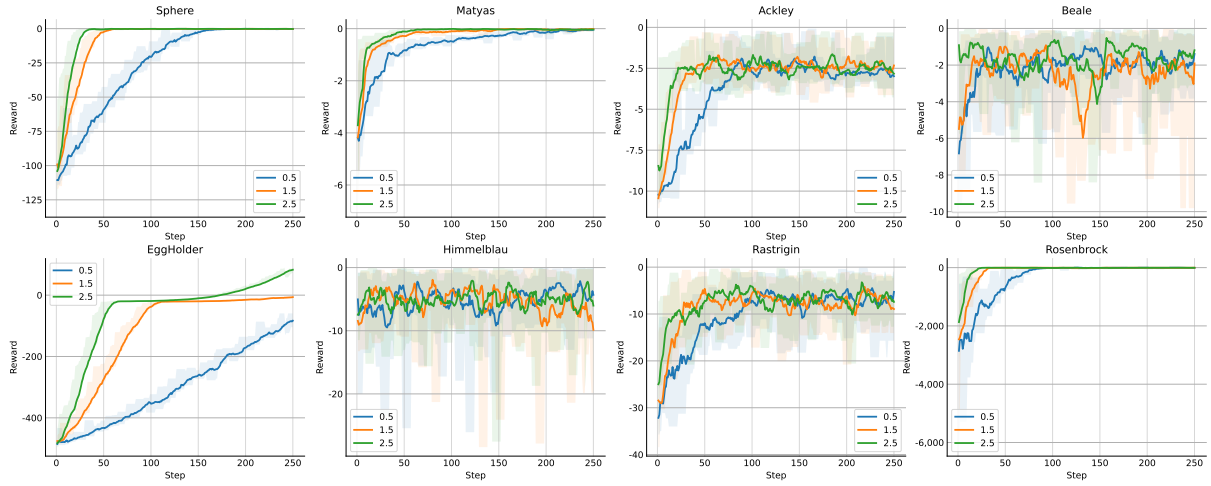 Sphere
Reward
0
-25
-50
-75
-100
-125
0 50 100 150 200 250
Step
0.5
1.5
2.5
Matyas
Reward
0
-2
-4
-6
0 50 100 150 200 250
Step
0.5
1.5
2.5
Ackley
Reward
0
-2.5
-5
-7.5
-10
0 50 100 150 200 250
Step
0.5
1.5
2.5
Beale
Reward
0
-2
-4
-6
-8
-10
0 50 100 150 200 250
Step
0.5
1.5
2.5
EggHolder
Reward
0
-200
-400
0 50 100 150 200 250
Step
0.5
1.5
2.5
Himmelblau
Reward
0
-10
-20
0 50 100 150 200 250
Step
0.5
1.5
2.5
Rastrigin
Reward
0
-10
-20
-30
-40
0 50 100 150 200 250
Step
0.5
1.5
2.5
Rosenbrock
Reward
0
-2,000
-4,000
-6,000
0 50 100 150 200 250
Step
0.5
1.5
2.5